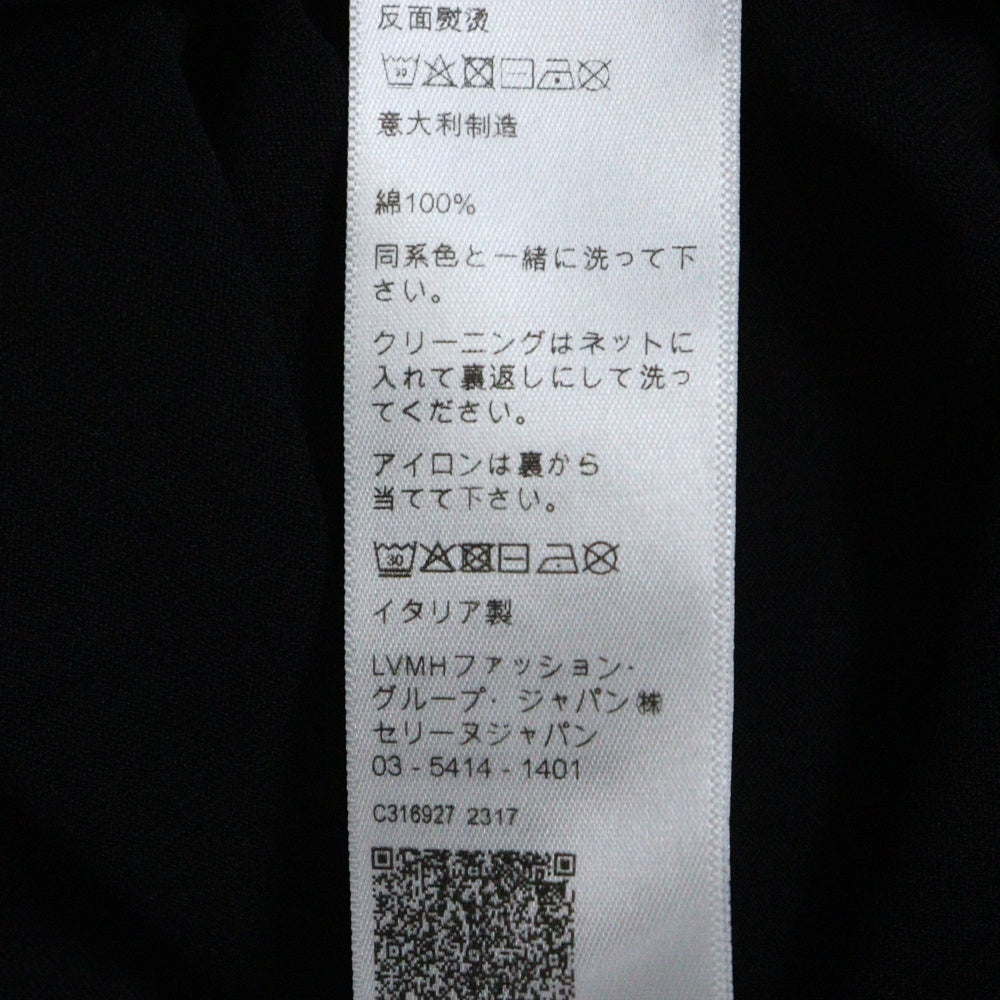 反面熨烫
30
意大利制造
綿100%
同系色と一緒に洗って下
さい。
クリーニングはネットに
入れて裏返しにして洗っ
てください。
アイロンは裏から
当てて下さい。
30
イタリア製
LVMHファッション・
グループ・ジャパン㈱
セリーヌジャパン
03 - 5414 - 1401
C316927 2317